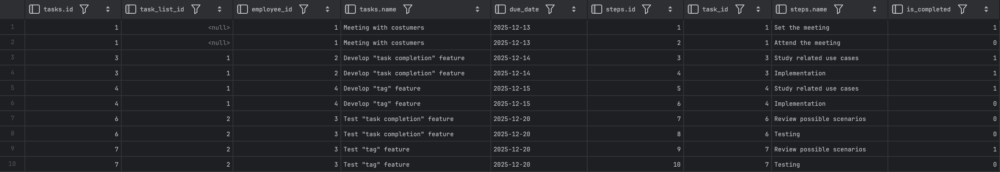 tasks.id task_list_id employee_id tasks.name due_date steps.id task_id steps.name is_completed
1 1 <null> 1 Meeting with costumers 2025-12-13 1 1 Set the meeting 1
2 1 <null> 1 Meeting with costumers 2025-12-13 2 1 Attend the meeting 0
3 3 1 2 Develop "task completion" feature 2025-12-14 3 3 Study related use cases 1
4 3 1 2 Develop "task completion" feature 2025-12-14 4 3 Implementation 1
5 4 1 4 Develop "tag" feature 2025-12-15 5 4 Study related use cases 1
6 4 1 4 Develop "tag" feature 2025-12-15 6 4 Implementation 0
7 6 2 3 Test "task completion" feature 2025-12-20 7 6 Review possible scenarios 0
8 6 2 3 Test "task completion" feature 2025-12-20 8 6 Testing 0
9 7 2 3 Test "tag" feature 2025-12-20 9 7 Review possible scenarios 1
10 7 2 3 Test "tag" feature 2025-12-20 10 7 Testing 0